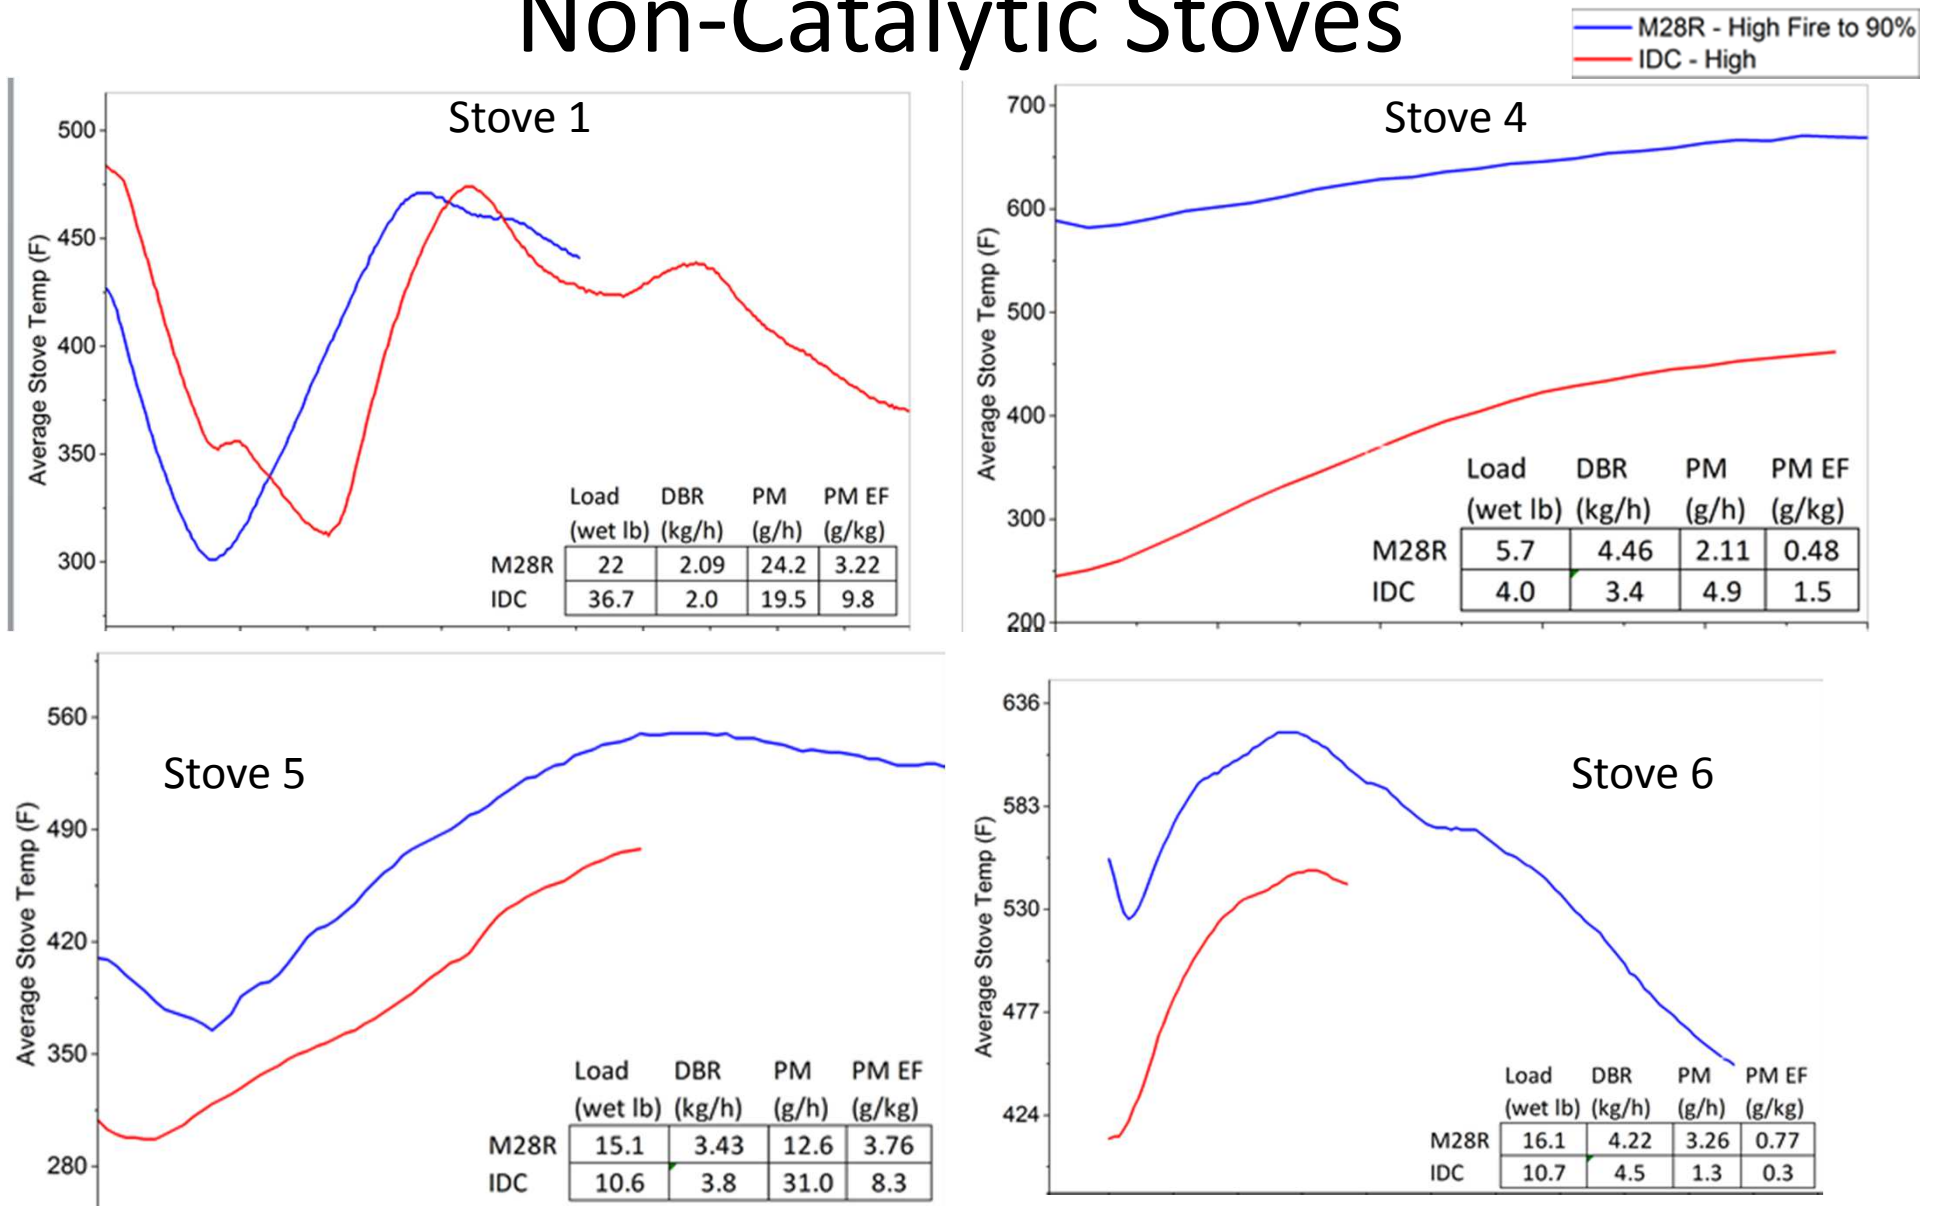 Non-Catalytic Stoves
M28R - High Fire to 90%
IDC - High
Stove 1
Average Stove Temp (F)
500
450
400
350
300
Load DBR PM PM EF
(wet lb) (kg/h) (g/h) (g/kg)
M28R 22 2.09 24.2 3.22
IDC 36.7 2.0 19.5 9.8
Stove 4
Average Stove Temp (F)
700
600
500
400
300
200
Load DBR PM PM EF
(wet lb) (kg/h) (g/h) (g/kg)
M28R 5.7 4.46 2.11 0.48
IDC 4.0 3.4 4.9 1.5
Stove 5
Average Stove Temp (F)
560
490
420
350
280
Load DBR PM PM EF
(wet lb) (kg/h) (g/h) (g/kg)
M28R 15.1 3.43 12.6 3.76
IDC 10.6 3.8 31.0 8.3
Stove 6
Average Stove Temp (F)
636
583
530
477
424
Load DBR PM PM EF
(wet lb) (kg/h) (g/h) (g/kg)
M28R 16.1 4.22 3.26 0.77
IDC 10.7 4.5 1.3 0.3